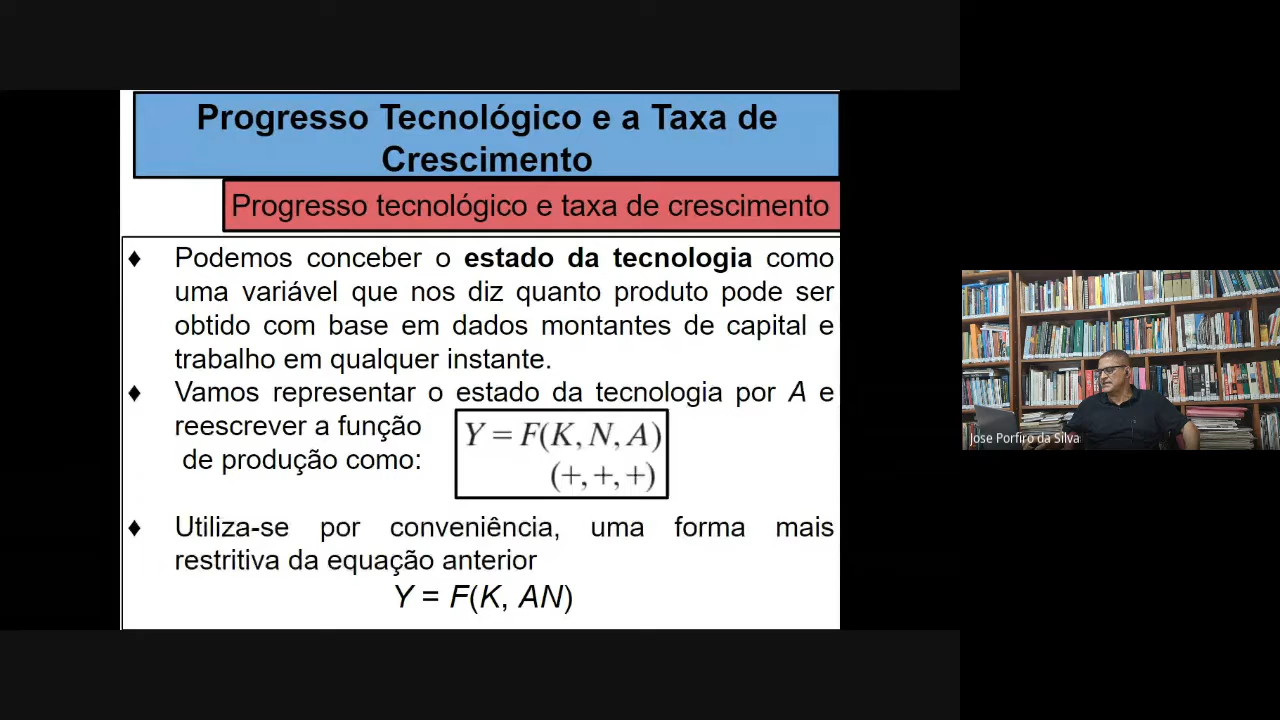 Progresso Tecnológico e a Taxa de
Crescimento
Progresso tecnológico e taxa de crescimento
♦ Podemos conceber o estado da tecnologia como
uma variável que nos diz quanto produto pode ser
obtido com base em dados montantes de capital e
trabalho em qualquer instante.
♦ Vamos representar o estado da tecnologia por A e
reescrever a função
de produção como:
Y = F(K, N, A)
(+, +, +)
♦ Utiliza-se por conveniência, uma forma mais
restritiva da equação anterior
Y = F(K, AN)
Jose Porfiro da Silva